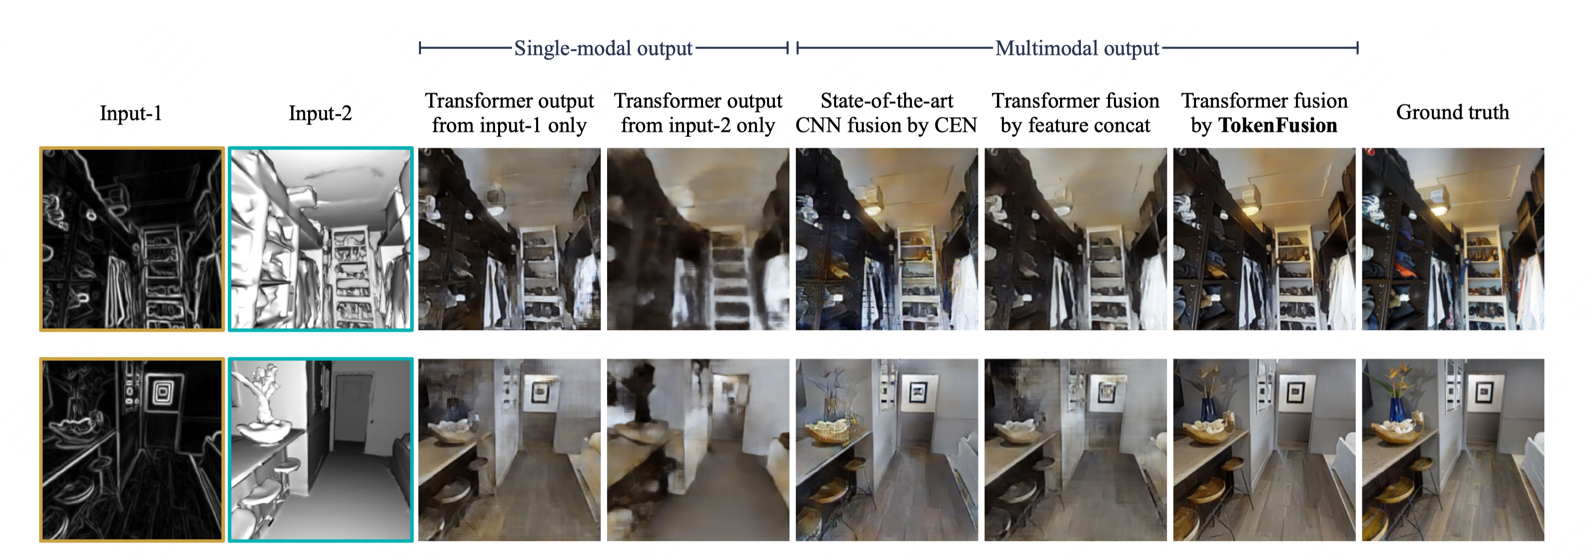 Single-modal output
Multimodal output
Input-1
Input-2
Transformer output
from input-1 only
Transformer output
from input-2 only
State-of-the-art
CNN fusion by CEN
Transformer fusion
by feature concat
Transformer fusion
by TokenFusion
Ground truth